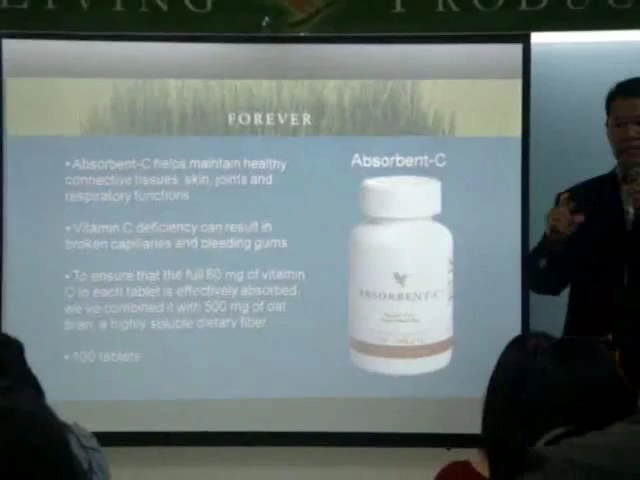 LIVING PRODUC
FOREVER
Absorbent-C
• Absorbent-C helps maintain healthy
connective tissues, skin, joints and
respiratory functions
• Vitamin C deficiency can result in
broken capillaries and bleeding gums
• To ensure that the full 60 mg of vitamin
C in each tablet is effectively absorbed,
we've combined it with 500 mg of oat
bran, a highly soluble dietary fiber
• 100 tablets
ABSORBENT-C